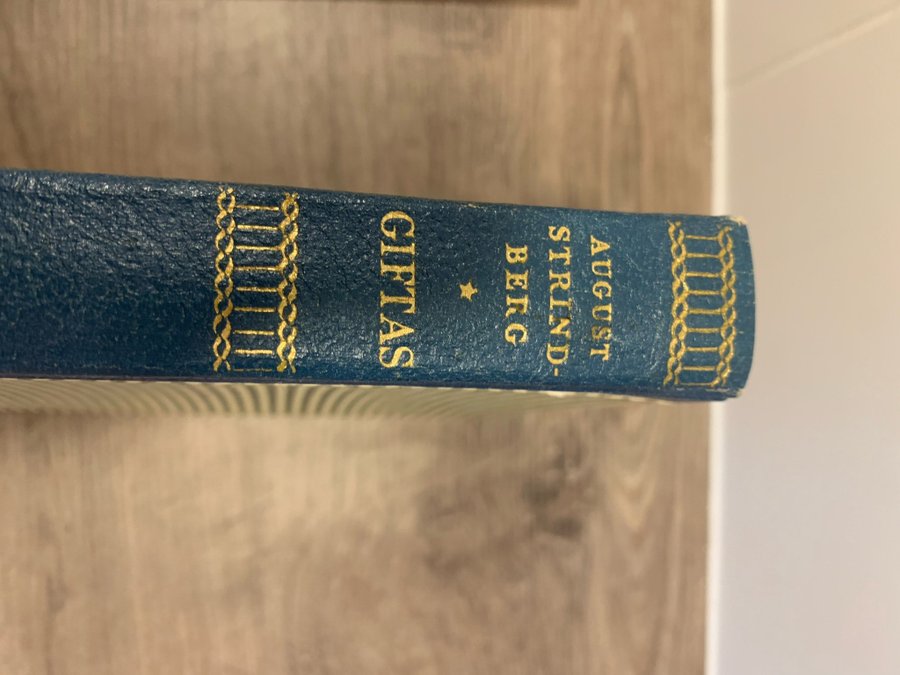 AUGUST
STRIND-
BERG
GIFTAS